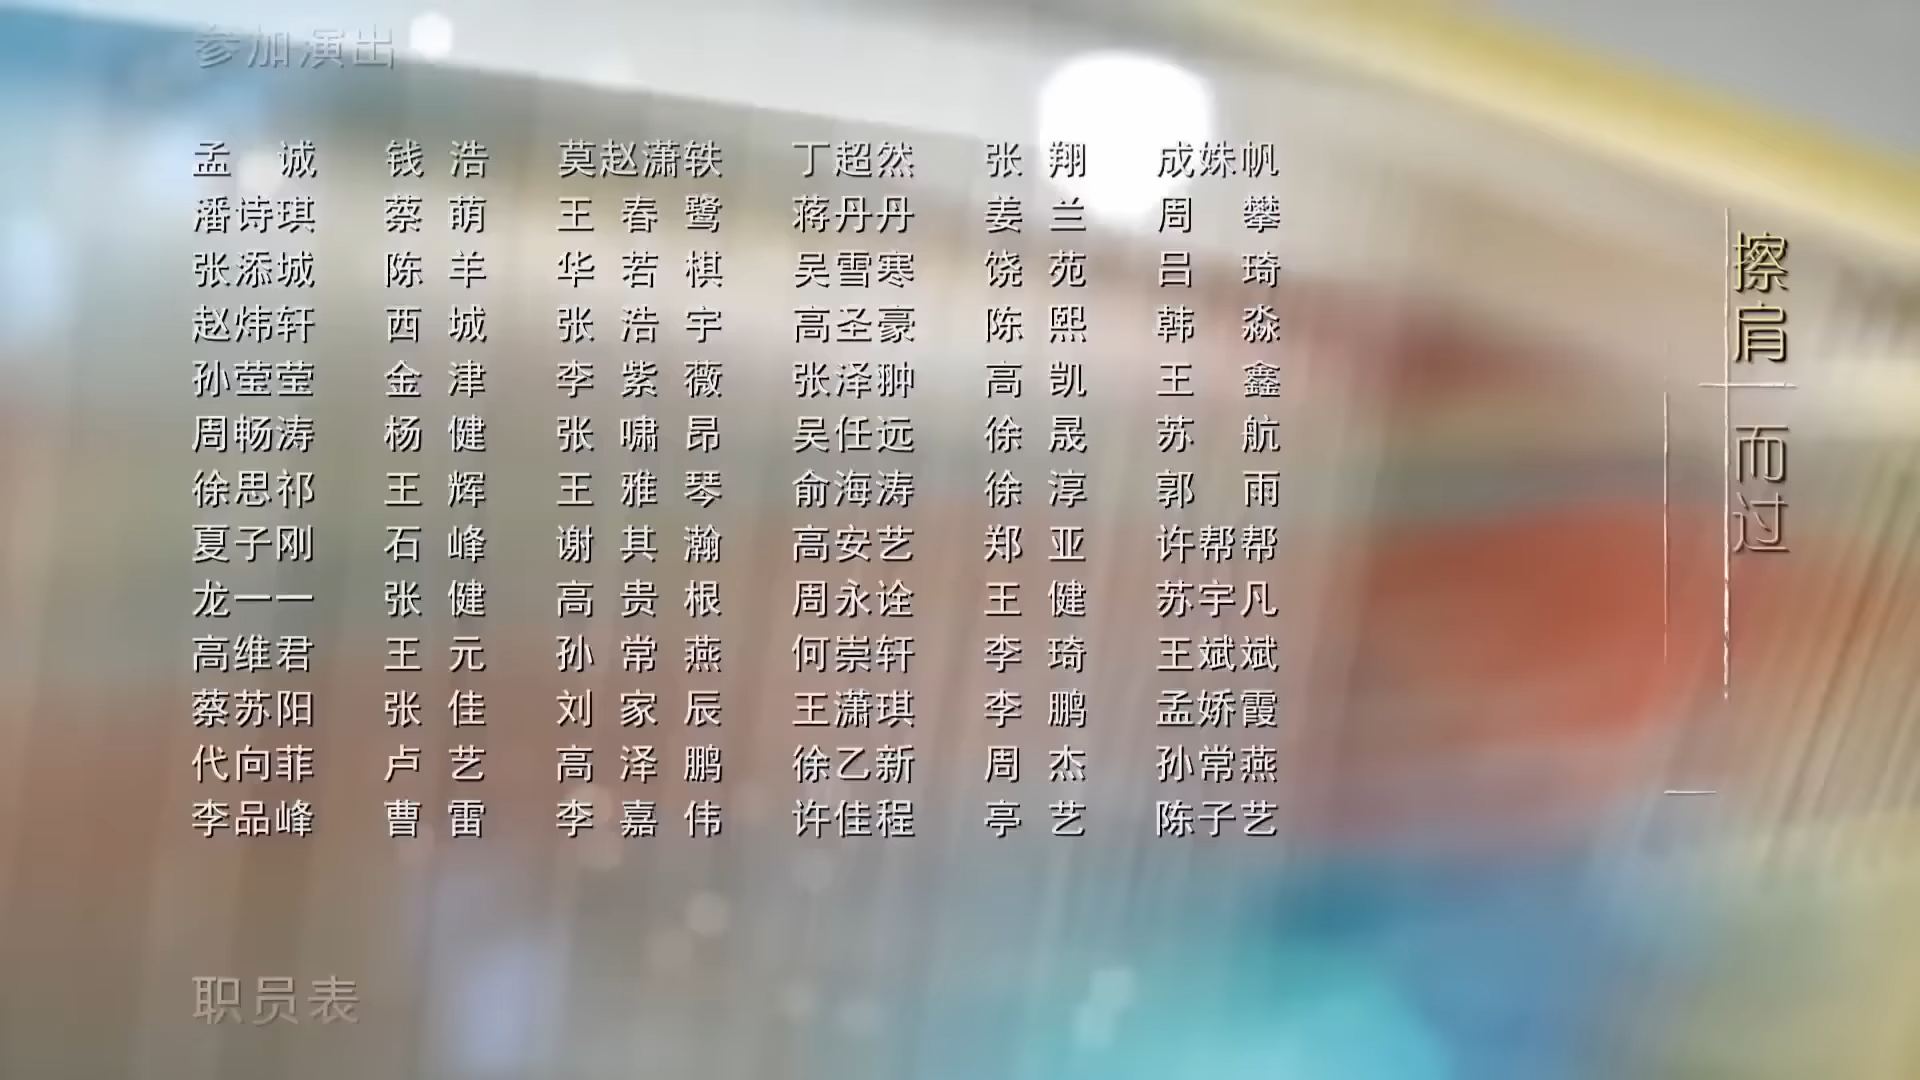 参加演出
孟诚 钱浩 莫赵潇轶 丁超然 张翔 成姝帆
潘诗琪 蔡萌 王春鹭 蒋丹丹 姜兰 周攀
张添城 陈羊 华若棋 吴雪寒 饶苑 吕琦
赵炜轩 西城 张浩宇 高圣豪 陈熙 韩淼
孙莹莹 金津 李紫薇 张泽翀 高凯 王鑫
周畅涛 杨健 张啸昂 吴任远 徐晟 苏航
徐思祁 王辉 王雅琴 俞海涛 徐淳 郭雨
夏子刚 石峰 谢其瀚 高安艺 郑亚 许帮帮
龙一一 张健 高贵根 周永诠 王健 苏宇凡
高维君 王元 孙常燕 何崇轩 李琦 王斌斌
蔡苏阳 张佳 刘家辰 王潇琪 李鹏 孟娇霞
代向菲 卢艺 高泽鹏 徐乙新 周杰 孙常燕
李品峰 曹雷 李嘉伟 许佳程 亭艺 陈子艺
职员表
擦肩而过